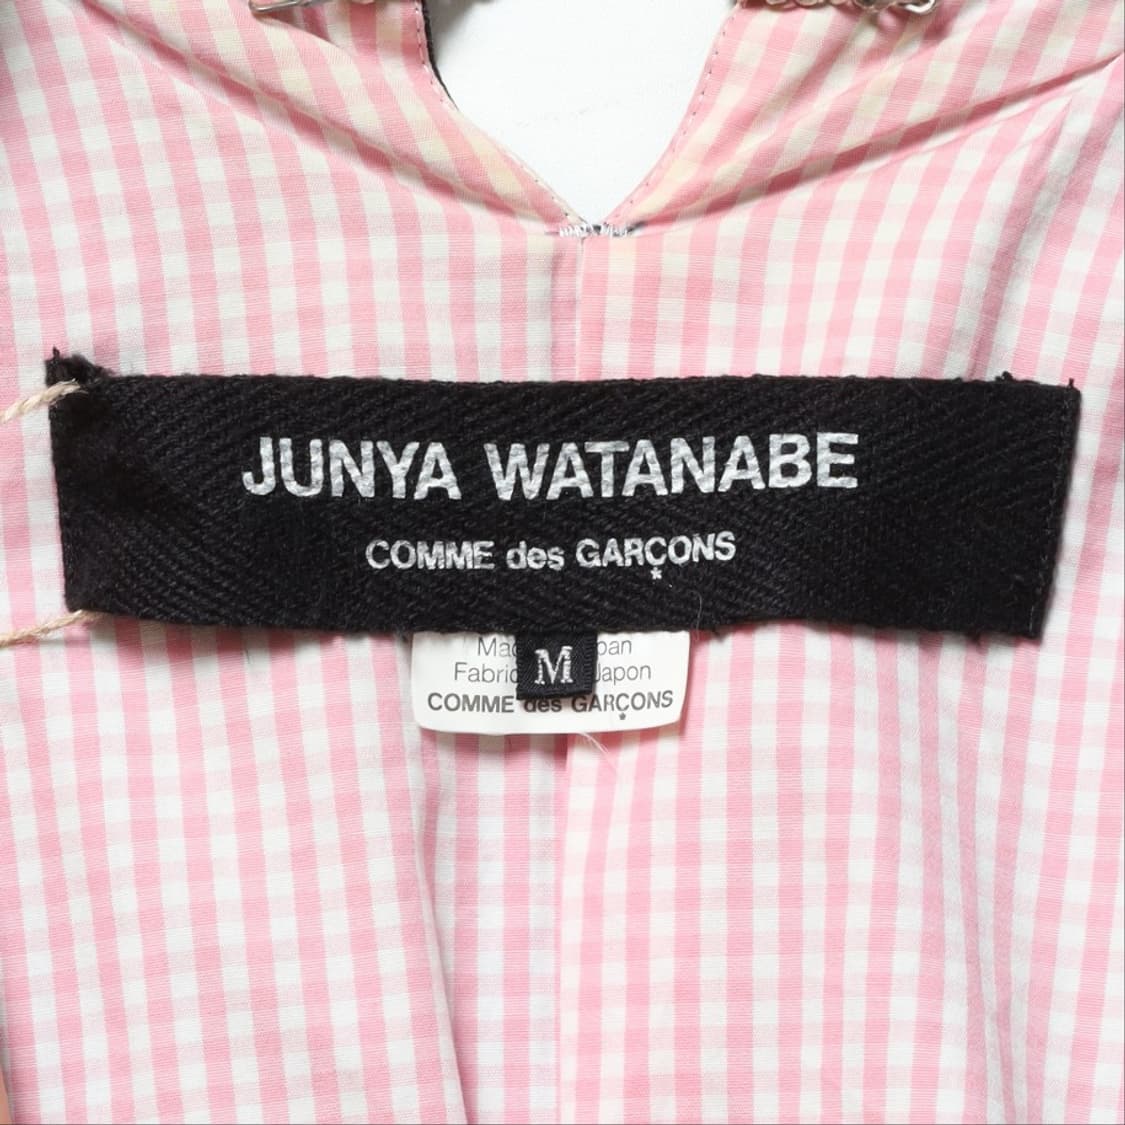 JUNYA WATANABE
COMME des GARÇONS
*
M
COMME des GARÇONS
*